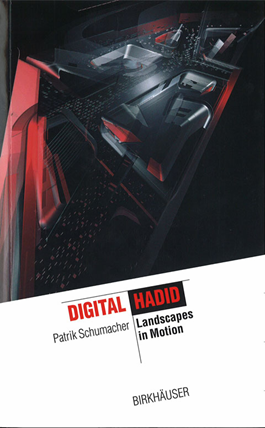 DIGITAL HADID
Patrik Schumacher
Landscapes
in Motion
BIRKHÄUSER